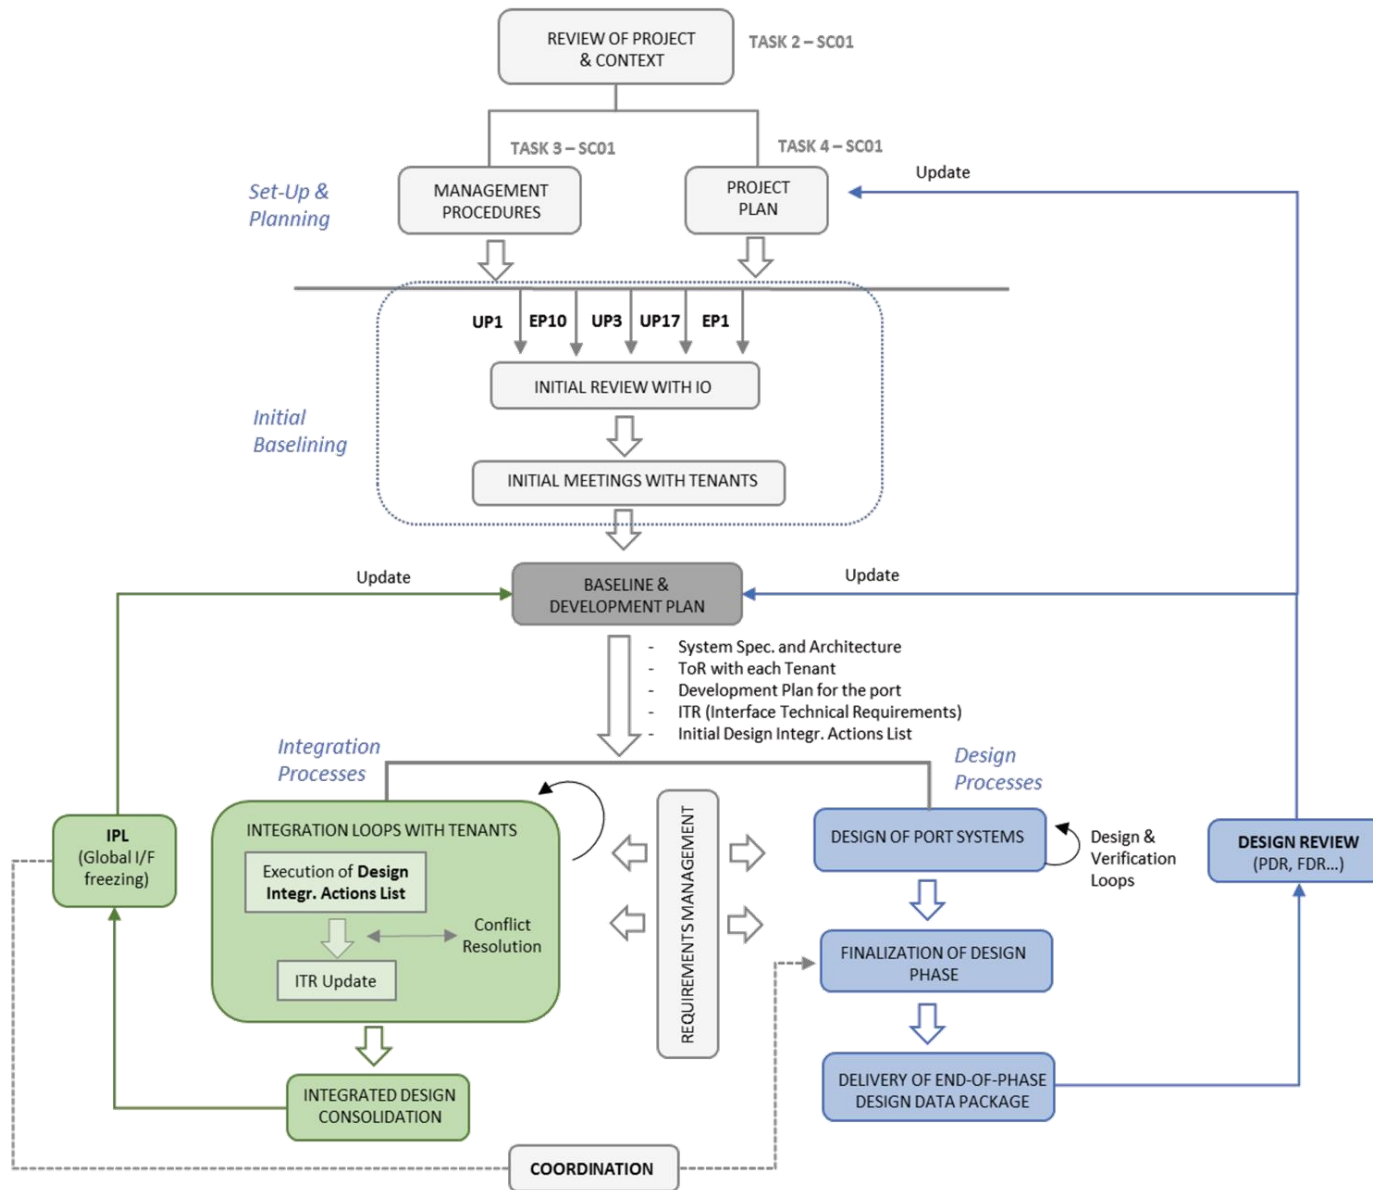 REVIEW OF PROJECT
& CONTEXT
TASK 2 – SC01
TASK 3 – SC01
TASK 4 – SC01
Set-Up &
Planning
MANAGEMENT
PROCEDURES
PROJECT
PLAN
Update
UP1
EP10
UP3
UP17
EP1
INITIAL REVIEW WITH IO
Initial
Baselining
INITIAL MEETINGS WITH TENANTS
Update
BASELINE &
DEVELOPMENT PLAN
Update
- System Spec. and Architecture
- ToR with each Tenant
- Development Plan for the port
- ITR (Interface Technical Requirements)
- Initial Design Integr. Actions List
Integration
Processes
Design
Processes
IPL
(Global I/F
freezing)
INTEGRATION LOOPS WITH TENANTS
Execution of Design
Integr. Actions List
Conflict
Resolution
ITR Update
INTEGRATED DESIGN
CONSOLIDATION
REQUIREMENTS MANAGEMENT
DESIGN OF PORT SYSTEMS
Design &
Verification
Loops
DESIGN REVIEW
(PDR, FDR...)
FINALIZATION OF DESIGN
PHASE
DELIVERY OF END-OF-PHASE
DESIGN DATA PACKAGE
COORDINATION